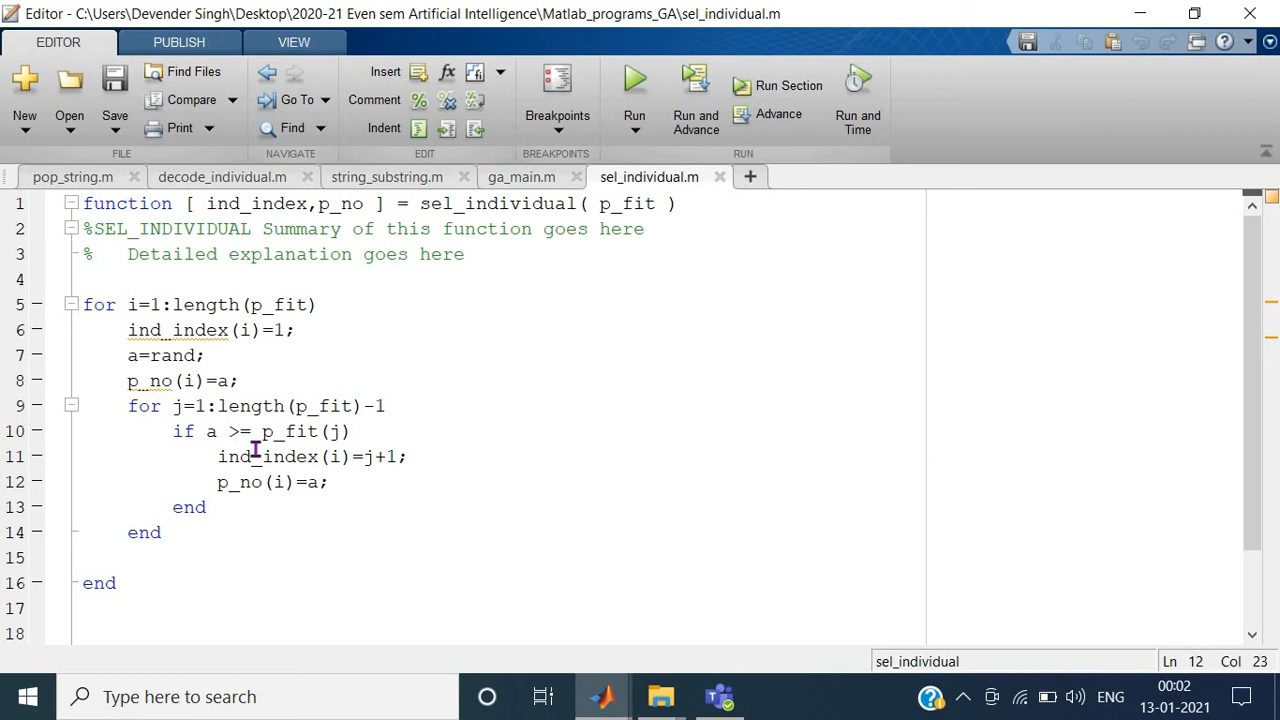 Editor - C:\Users\Devender Singh\Desktop\2020-21 Even sem Artificial Intelligence\Matlab_programs_GA\sel_individual.m
EDITOR PUBLISH VIEW
New Open Save Find Files Compare Print
FILE
Go To Find
NAVIGATE
Insert fx
Comment
Indent
EDIT
Breakpoints
BREAKPOINTS
Run Run and Advance Run Section Advance Run and Time
RUN
pop_string.m decode_individual.m string_substring.m ga_main.m sel_individual.m
1 function [ ind_index,p_no ] = sel_individual( p_fit )
2 %SEL_INDIVIDUAL Summary of this function goes here
3 % Detailed explanation goes here
4
5 for i=1:length(p_fit)
6 ind_index(i)=1;
7 a=rand;
8 p_no(i)=a;
9 for j=1:length(p_fit)-1
10 if a >= p_fit(j)
11 ind_index(i)=j+1;
12 p_no(i)=a;
13 end
14 end
15
16 end
17
18
sel_individual Ln 12 Col 23
Type here to search
ENG
00:02
13-01-2021